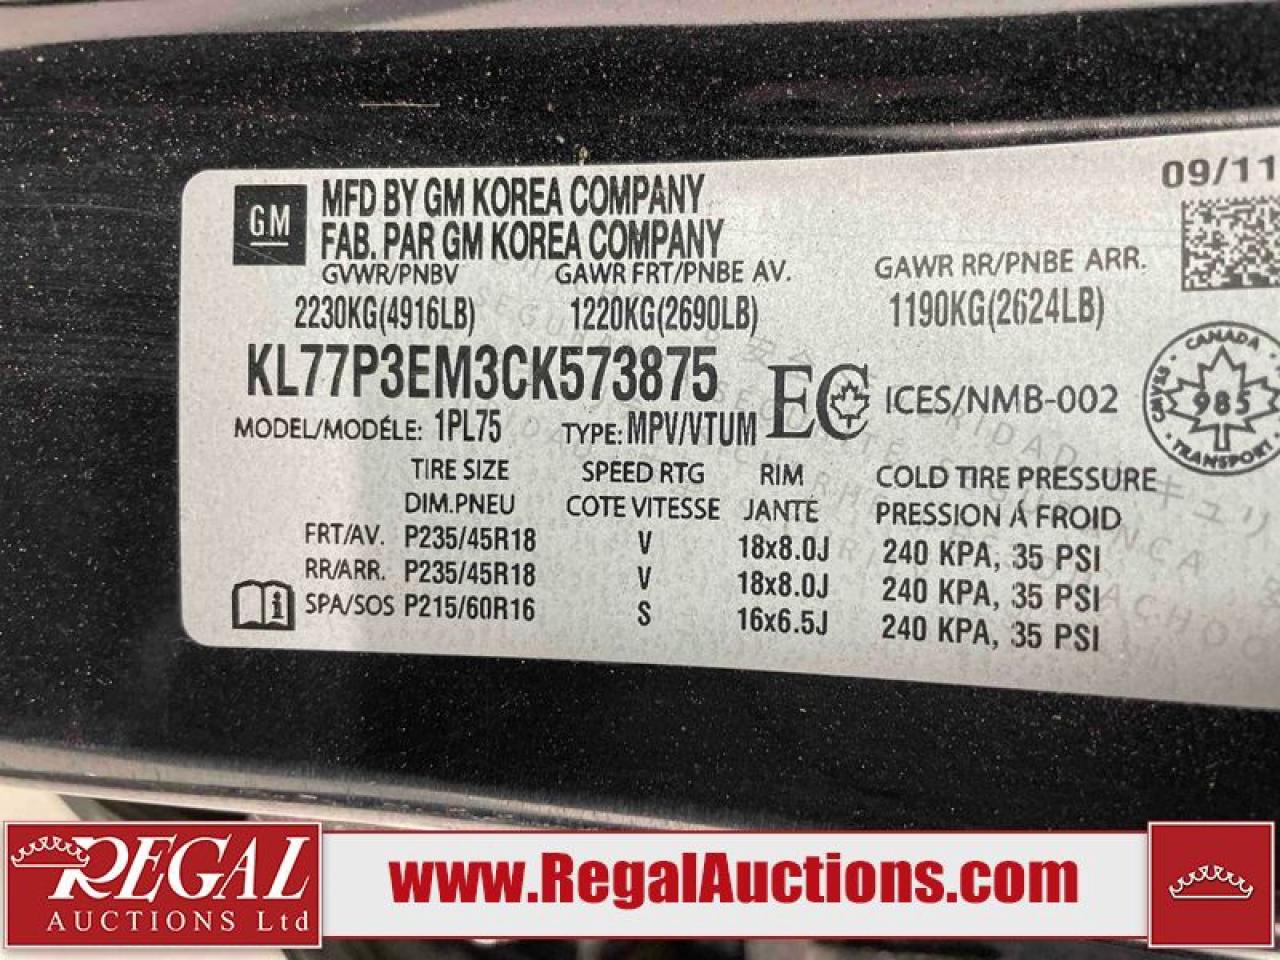 09/11
GM
MFD BY GM KOREA COMPANY
FAB. PAR GM KOREA COMPANY
GVWR/PNBV GAWR FRT/PNBE AV. GAWR RR/PNBE ARR.
2230KG(4916LB) 1220KG(2690LB) 1190KG(2624LB)
KL77P3EM3CK573875 EC ICES/NMB-002
CANADA
985
TRANSPORT
MODEL/MODÉLE: 1PL75 TYPE: MPV/VTUM
TIRE SIZE SPEED RTG RIM COLD TIRE PRESSURE
DIM.PNEU COTE VITESSE JANTE PRESSION Á FROID
FRT/AV. P235/45R18 V 18x8.0J 240 KPA, 35 PSI
RR/ARR. P235/45R18 V 18x8.0J 240 KPA, 35 PSI
SPA/SOS P215/60R16 S 16x6.5J 240 KPA, 35 PSI
REGAL
AUCTIONS Ltd
www.RegalAuctions.com